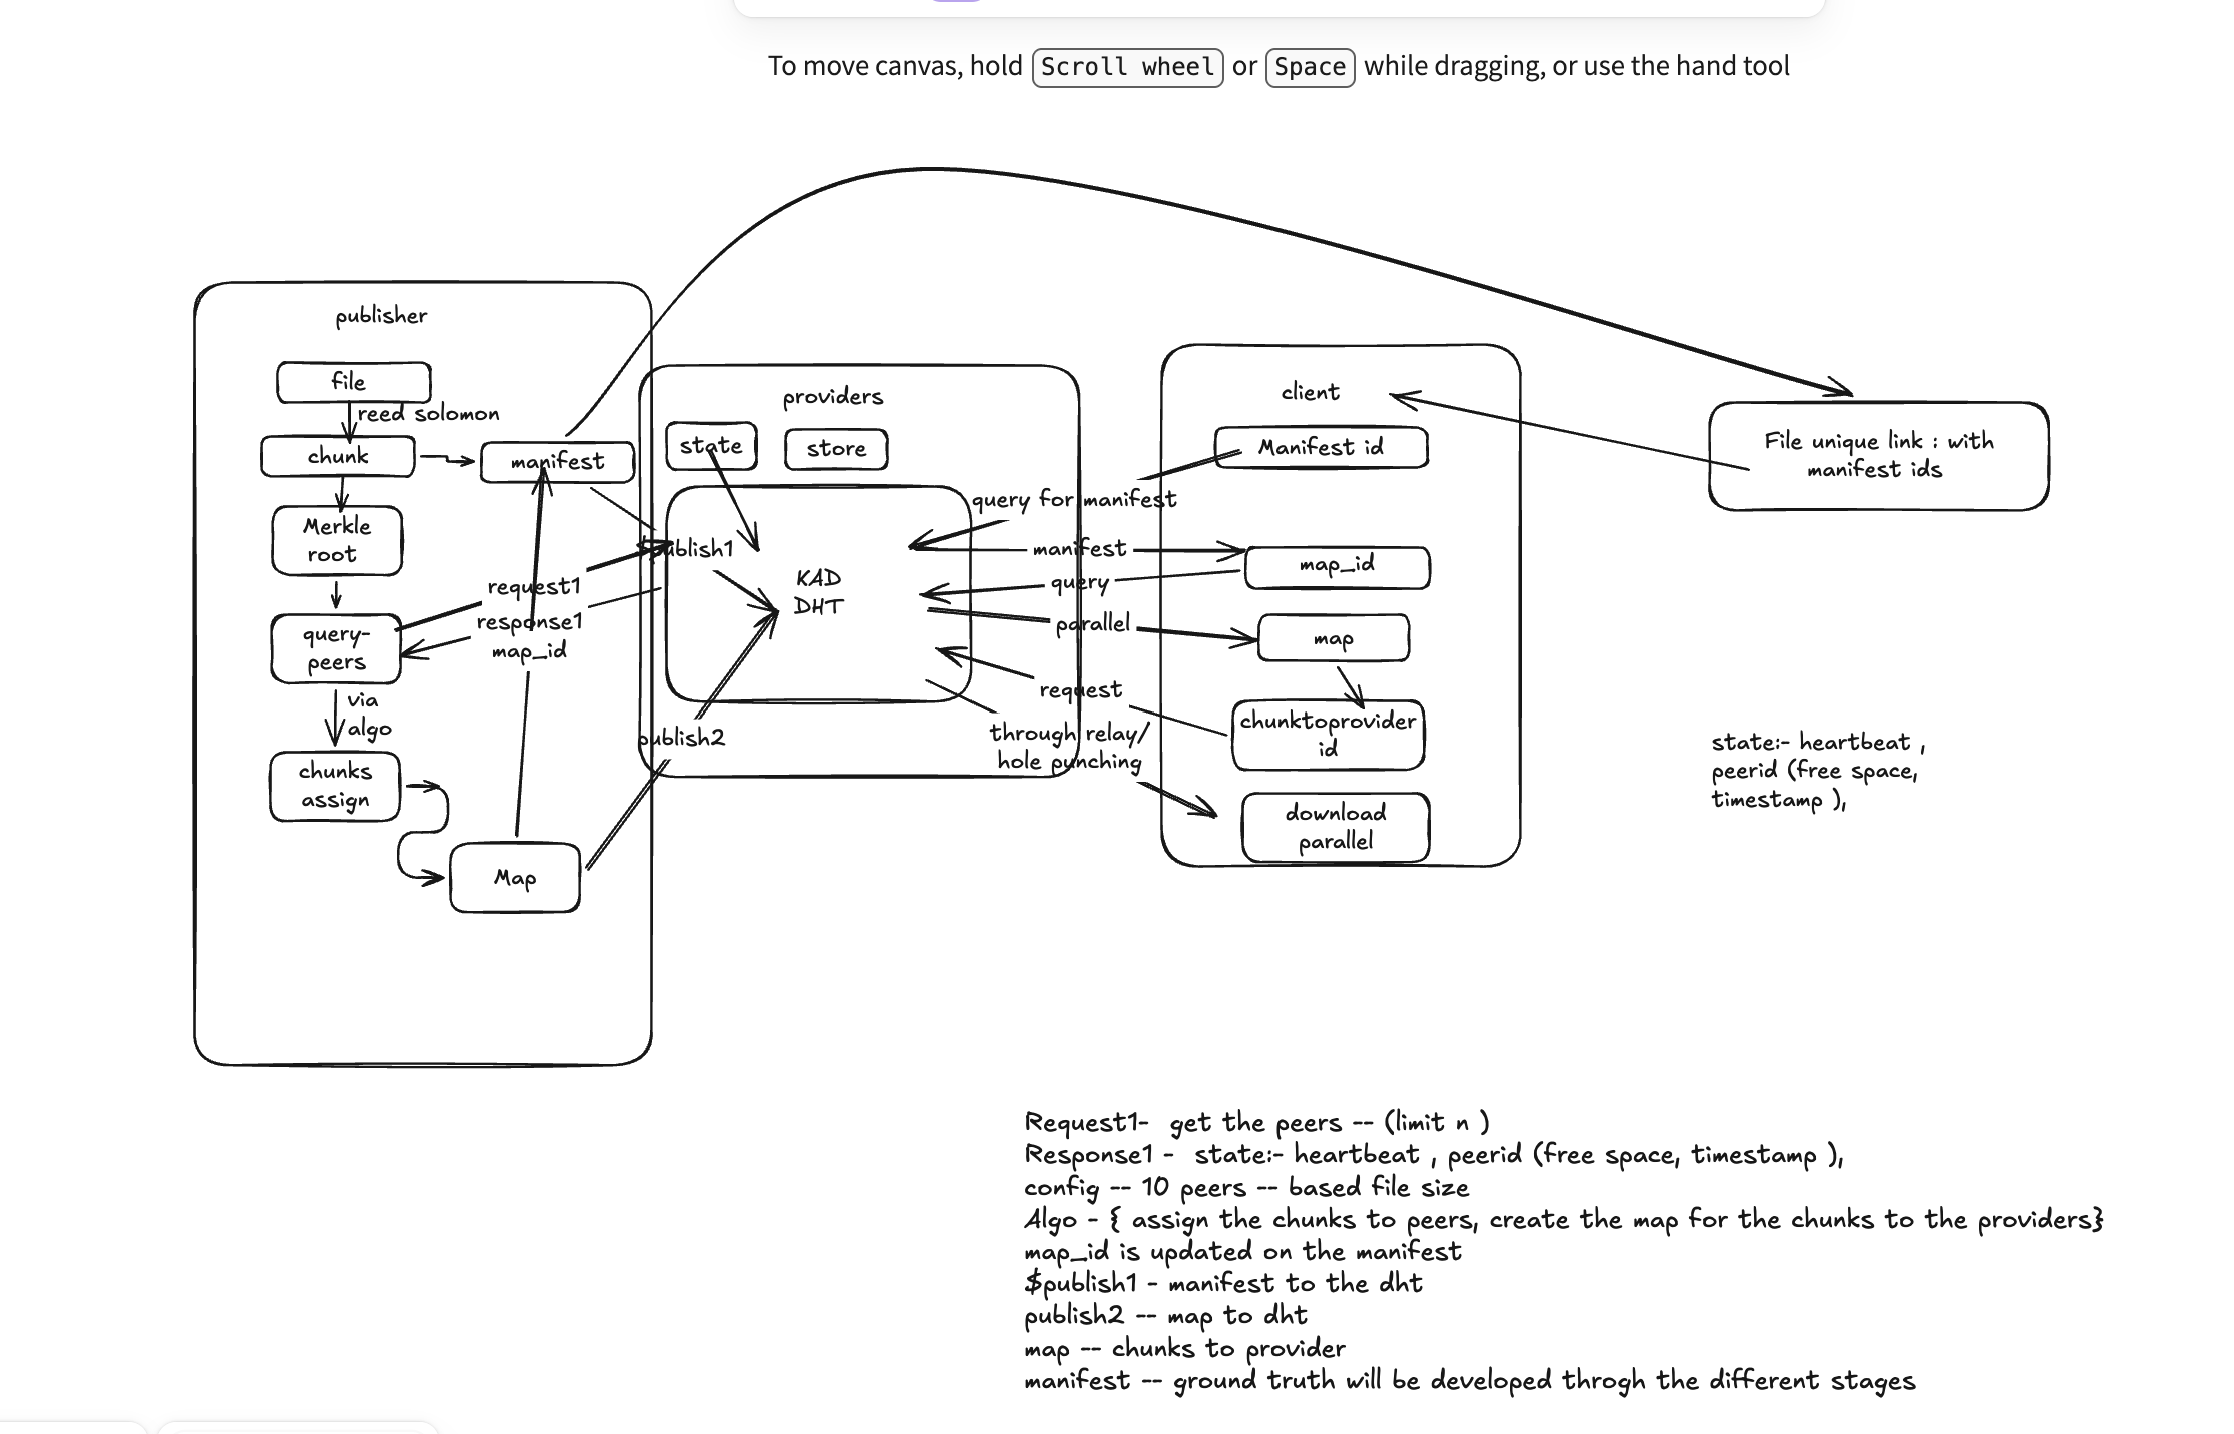 To move canvas, hold Scroll wheel or Space while dragging, or use the hand tool
publisher
file
reed solomon
chunk
manifest
Merkle
root
request1
response1
map_id
query-
peers
via
algo
chunks
assign
Map
providers
state
store
$publish1
KAD
DHT
publish2
query for manifest
manifest
query
parallel
request
through relay/
hole punching
client
Manifest id
map_id
map
chunktoprovider
id
download
parallel
File unique link : with
manifest ids
state:- heartbeat ,
peerid (free space,
timestamp ),
Request1- get the peers -- (limit n )
Response1 - state:- heartbeat , peerid (free space, timestamp ),
config -- 10 peers -- based file size
Algo - { assign the chunks to peers, create the map for the chunks to the providers}
map_id is updated on the manifest
$publish1 - manifest to the dht
publish2 -- map to dht
map -- chunks to provider
manifest -- ground truth will be developed throgh the different stages